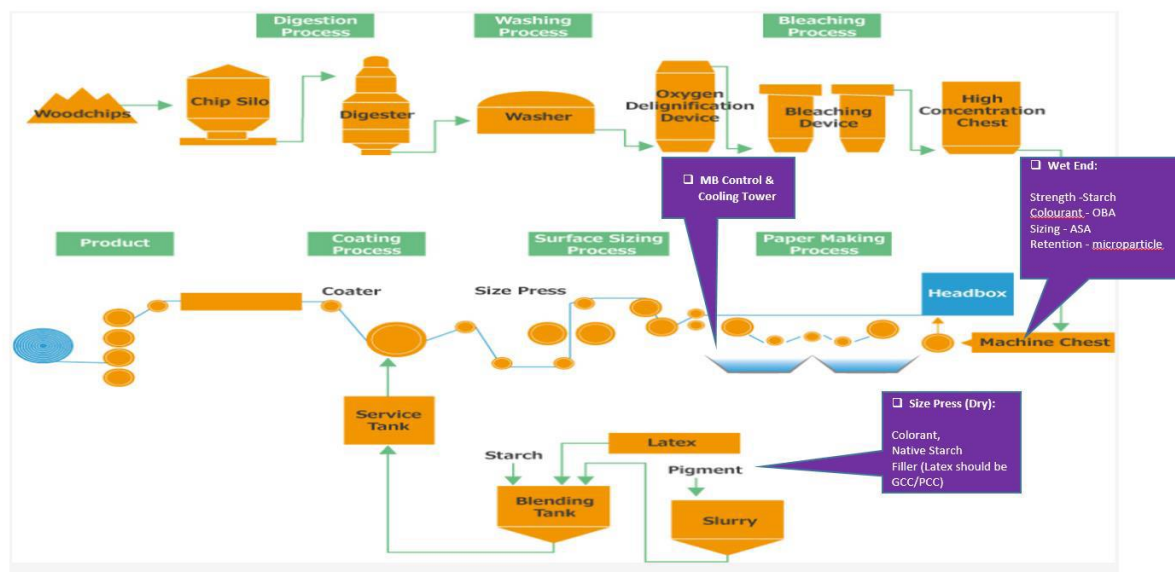 Digestion
Process
Washing
Process
Bleaching
Process
Woodchips
Chip Silo
Digester
Washer
Oxygen
Delignification
Device
Bleaching
Device
High
Concentration
Chest
❑ MB Control &
Cooling Tower
❑ Wet End:
Strength -Starch
Colourant - OBA
Sizing - ASA
Retention - microparticle
Product
Coating
Process
Surface Sizing
Process
Paper Making
Process
Coater
Size Press
Headbox
Machine Chest
Service
Tank
Starch
Latex
Pigment
Blending
Tank
Slurry
❑ Size Press (Dry):
Colorant,
Native Starch
Filler (Latex should be
GCC/PCC)